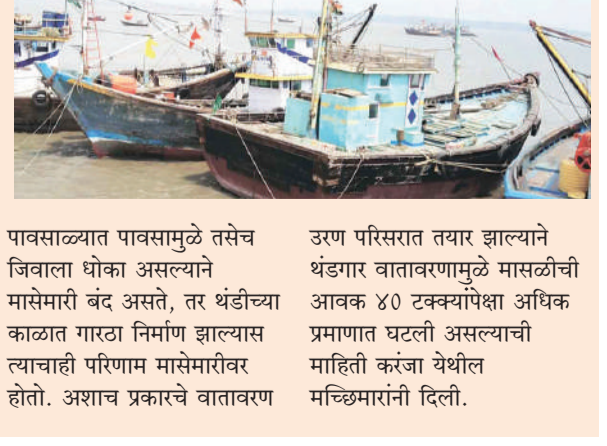 पावसाळ्यात पावसामुळे तसेच
जिवाला धोका असल्याने
मासेमारी बंद असते, तर थंडीच्या
काळात गारठा निर्माण झाल्यास
त्याचाही परिणाम मासेमारीवर
होतो. अशाच प्रकारचे वातावरण
उरण परिसरात तयार झाल्याने
थंडगार वातावरणामुळे मासळीची
आवक ४० टक्क्यांपेक्षा अधिक
प्रमाणात घटली असल्याची
माहिती करंजा येथील
मच्छिमारांनी दिली.